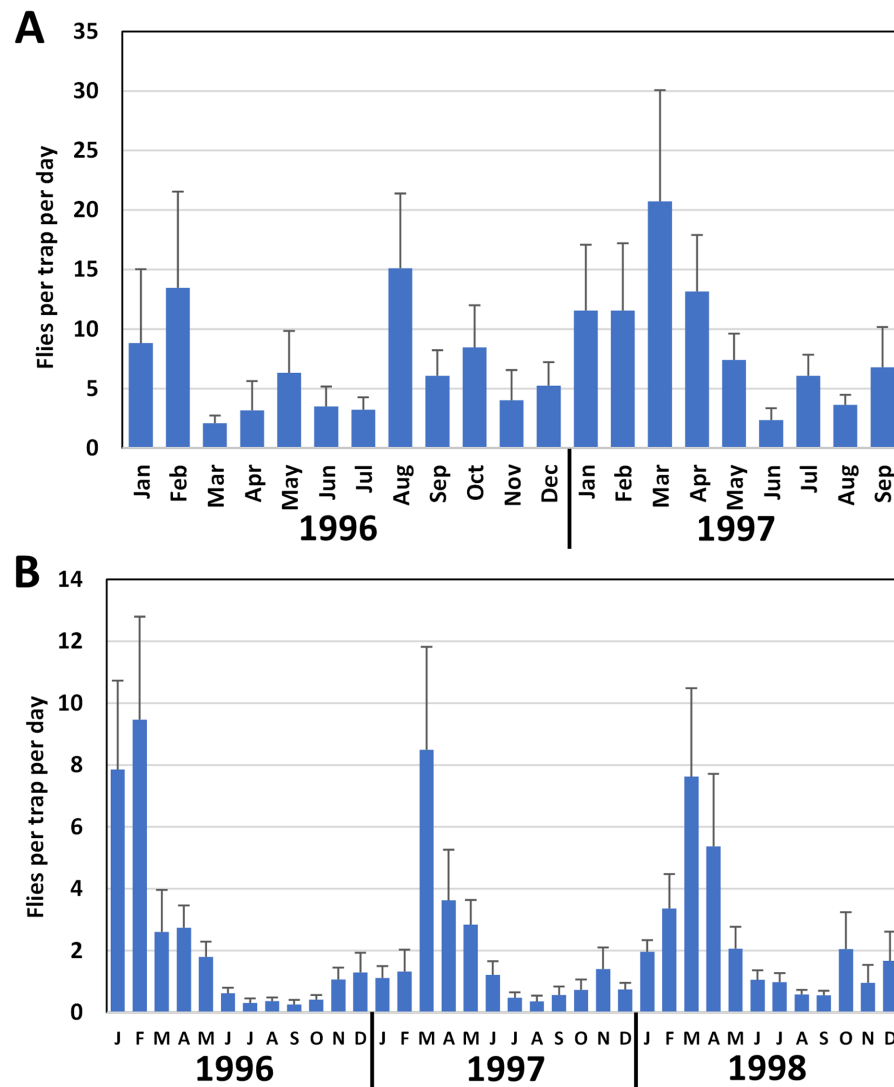 A
35
30
25
20
15
10
5
0
Flies per trap per day
Jan Feb Mar Apr May Jun Jul Aug Sep Oct Nov Dec Jan Feb Mar Apr May Jun Jul Aug Sep
1996 1997
B
14
12
10
8
6
4
2
0
Flies per trap per day
J F M A M J J A S O N D J F M A M J J A S O N D J F M A M J J A S O N D
1996 1997 1998